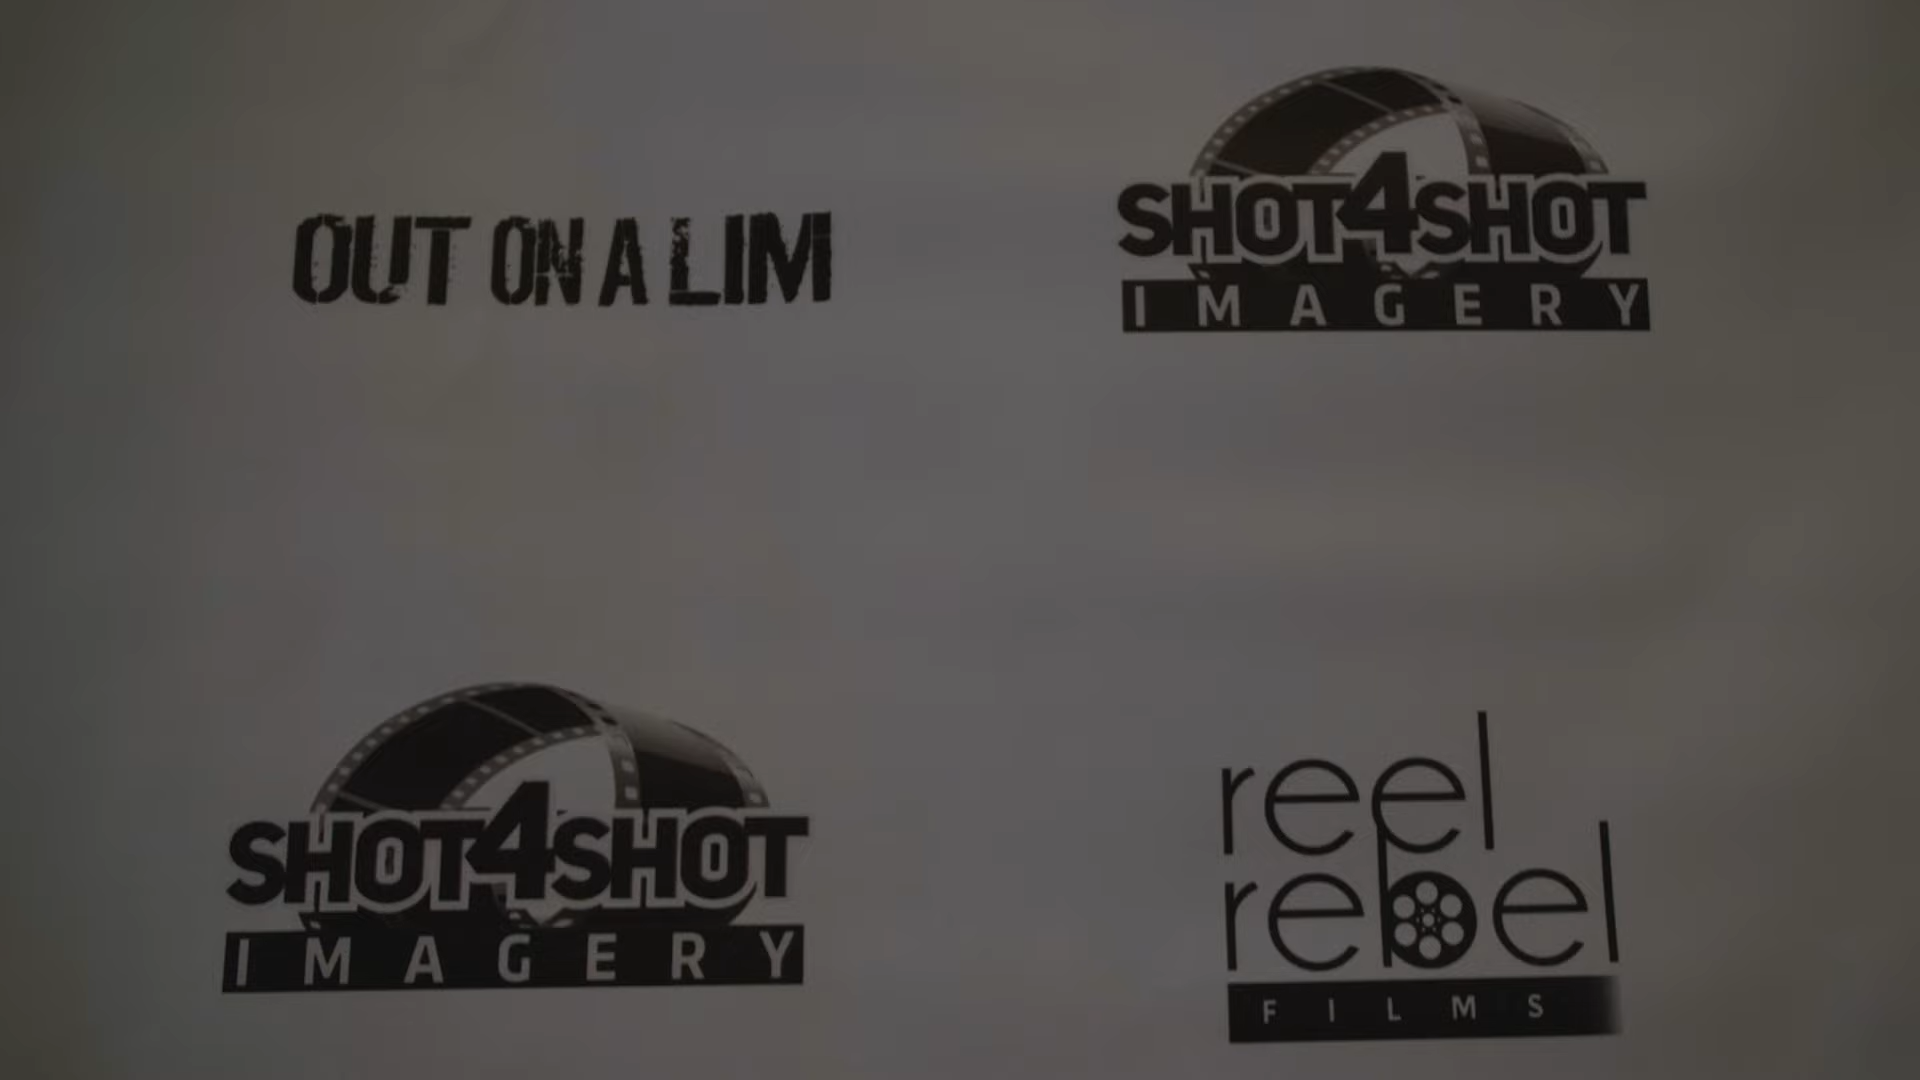 OUT ON A LIM
SHOT4SHOT
IMAGERY
SHOT4SHOT
IMAGERY
reel
rebel
FILMS